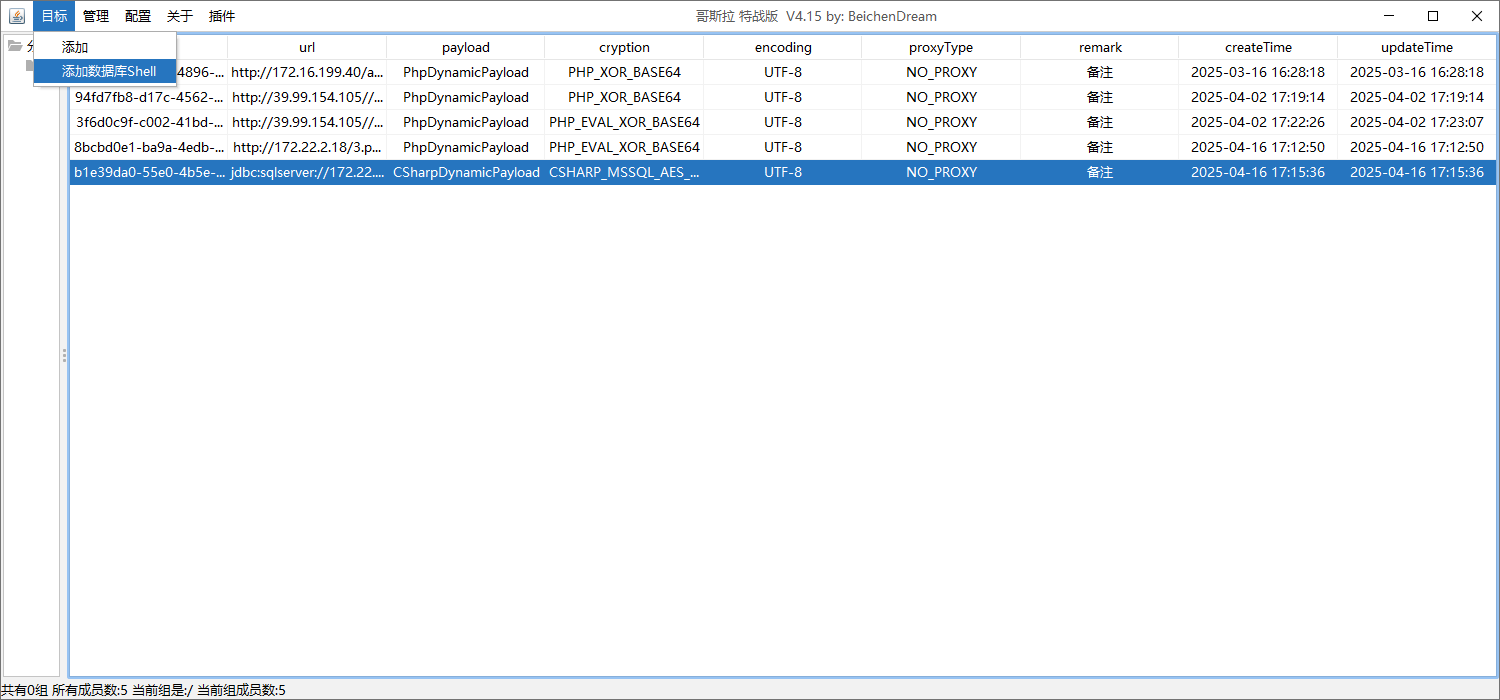 目标 管理 配置 关于 插件 哥斯拉 特战版 V4.15 by: BeichenDream
添加
添加数据库Shell
url payload cryption encoding proxyType remark createTime updateTime
4896-... http://172.16.199.40/a... PhpDynamicPayload PHP_XOR_BASE64 UTF-8 NO_PROXY 备注 2025-03-16 16:28:18 2025-03-16 16:28:18
94fd7fb8-d17c-4562-... http://39.99.154.105//... PhpDynamicPayload PHP_XOR_BASE64 UTF-8 NO_PROXY 备注 2025-04-02 17:19:14 2025-04-02 17:19:14
3f6d0c9f-c002-41bd-... http://39.99.154.105//... PhpDynamicPayload PHP_EVAL_XOR_BASE64 UTF-8 NO_PROXY 备注 2025-04-02 17:22:26 2025-04-02 17:23:07
8bcbd0e1-ba9a-4edb-... http://172.22.2.18/3.p... PhpDynamicPayload PHP_EVAL_XOR_BASE64 UTF-8 NO_PROXY 备注 2025-04-16 17:12:50 2025-04-16 17:12:50
b1e39da0-55e0-4b5e-... jdbc:sqlserver://172.22.... CSharpDynamicPayload CSHARP_MSSQL_AES_... UTF-8 NO_PROXY 备注 2025-04-16 17:15:36 2025-04-16 17:15:36
共有0组 所有成员数:5 当前组是:/ 当前组成员数:5